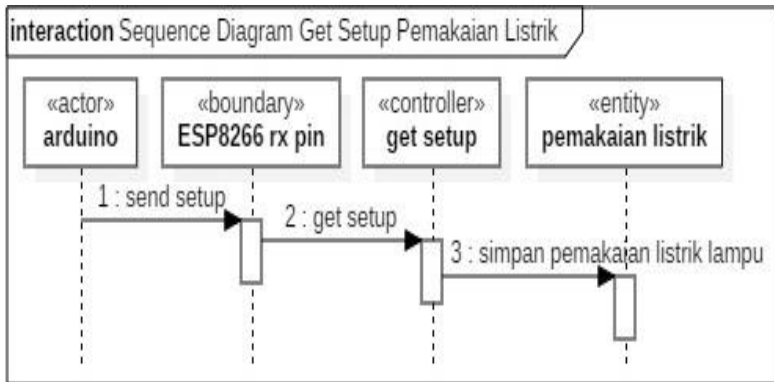 interaction Sequence Diagram Get Setup Pemakaian Listrik
«actor»
arduino
«boundary»
ESP8266 rx pin
«controller»
get setup
«entity»
pemakaian listrik
1 : send setup
2 : get setup
3 : simpan pemakaian listrik lampu